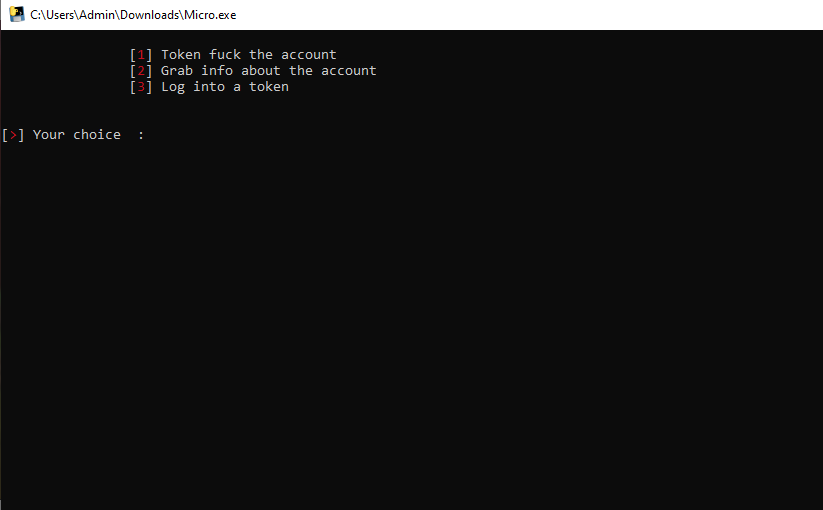 C:\Users\Admin\Downloads\Micro.exe
[1] Token fuck the account
[2] Grab info about the account
[3] Log into a token
[>] Your choice  :